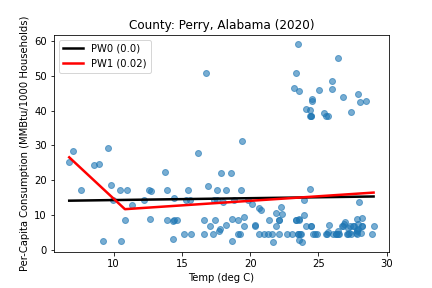 County: Perry, Alabama (2020)
Per-Capita Consumption (MMBtu/1000 Households)
60
50
40
30
20
10
0
PW0 (0.0)
PW1 (0.02)
10
15
20
25
30
Temp (deg C)